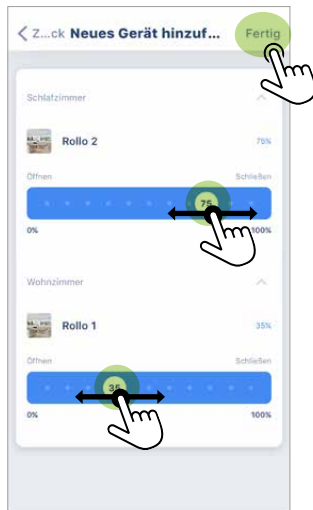 Z...ck Neues Gerät hinzuf... Fertig
Schlafzimmer
Rollo 2 75%
Öffnen Schließen
75
0% 100%
Wohnzimmer
Rollo 1 35%
Öffnen Schließen
35
0% 100%